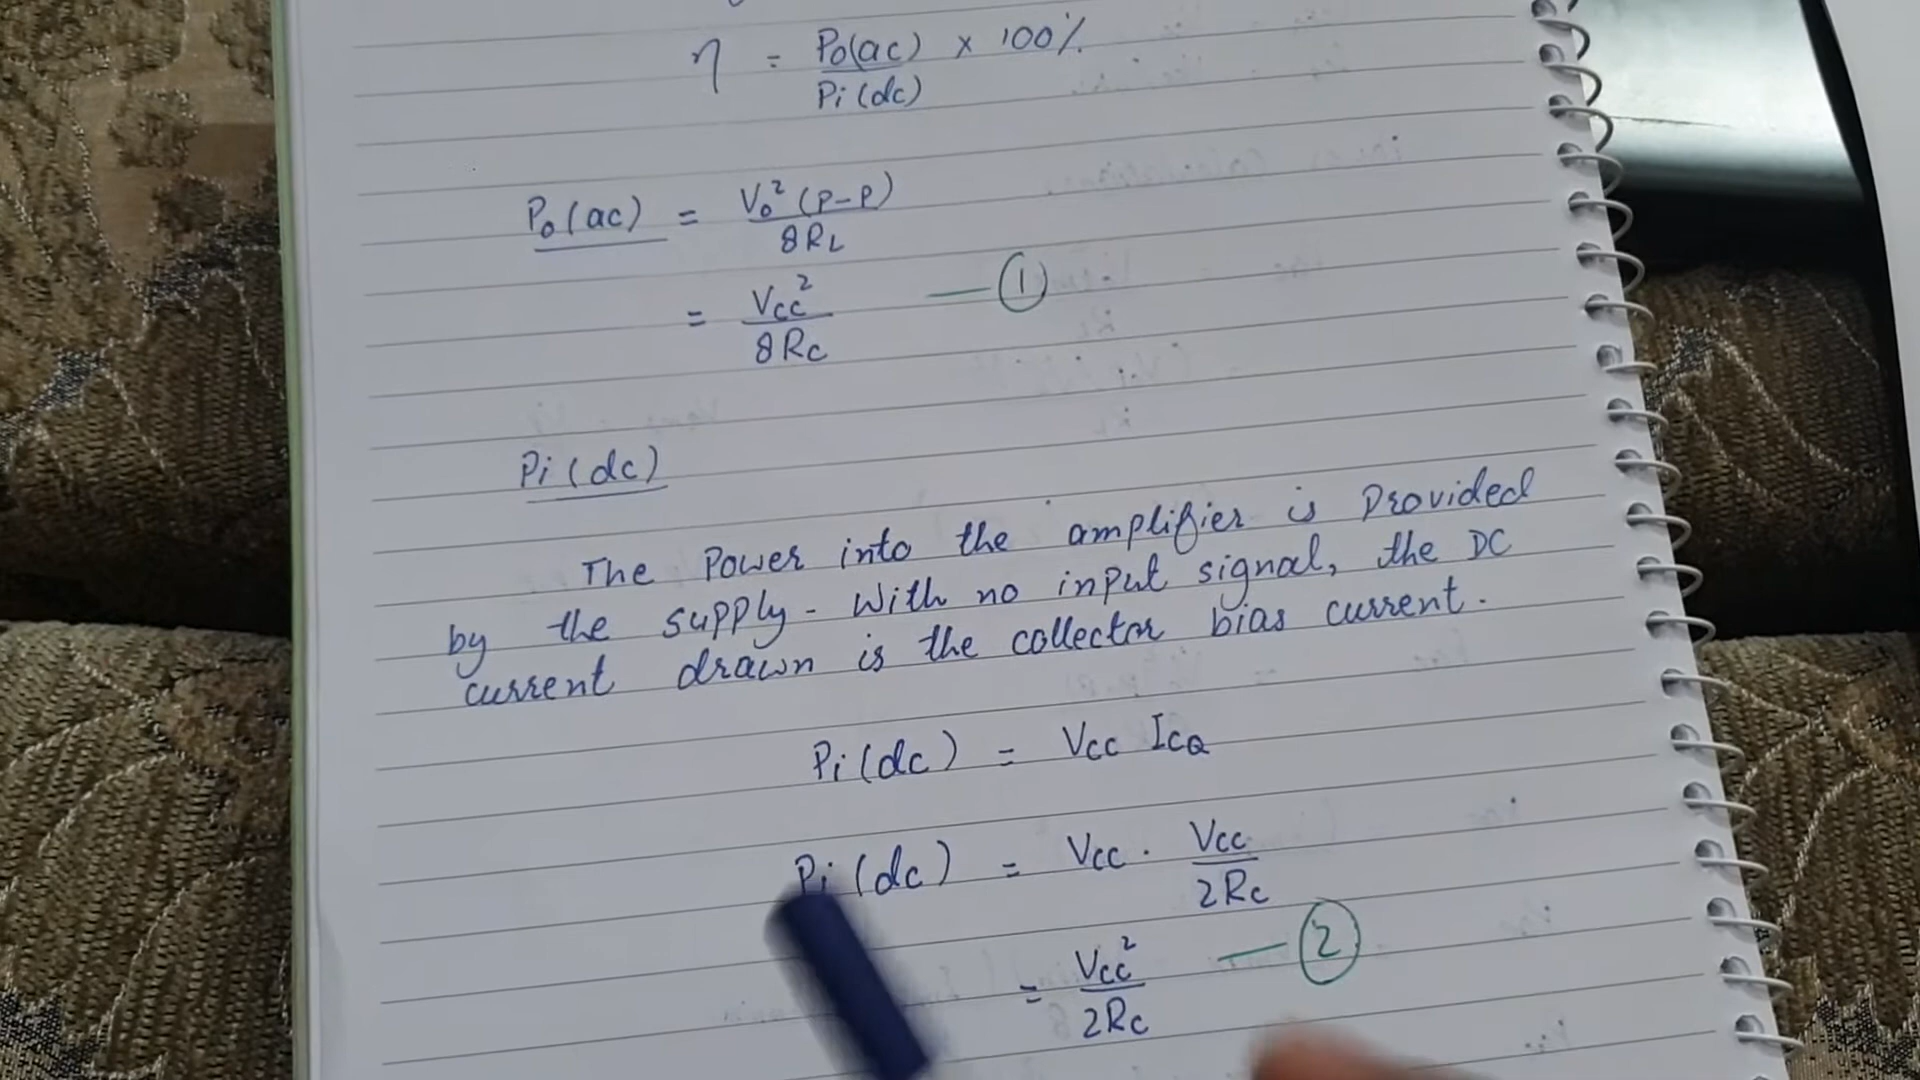 η = Po(ac) / Pi(dc) × 100%
Po(ac) = Vo²(P-P) / 8RL
= Vcc² / 8Rc — ①
Pi(dc)
The Power into the amplifier is Provided
by the supply - With no input signal, the DC
current drawn is the collector bias current.
Pi(dc) = Vcc IcQ
Pi(dc) = Vcc . Vcc / 2Rc
= Vcc² / 2Rc — ②